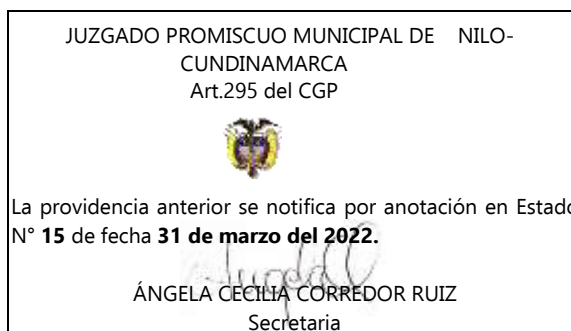 JUZGADO PROMISCUO MUNICIPAL DE NILO-
CUNDINAMARCA
Art.295 del CGP
La providencia anterior se notifica por anotación en Estado
N° 15 de fecha 31 de marzo del 2022.
ÁNGELA CECILIA CORREDOR RUIZ
Secretaria